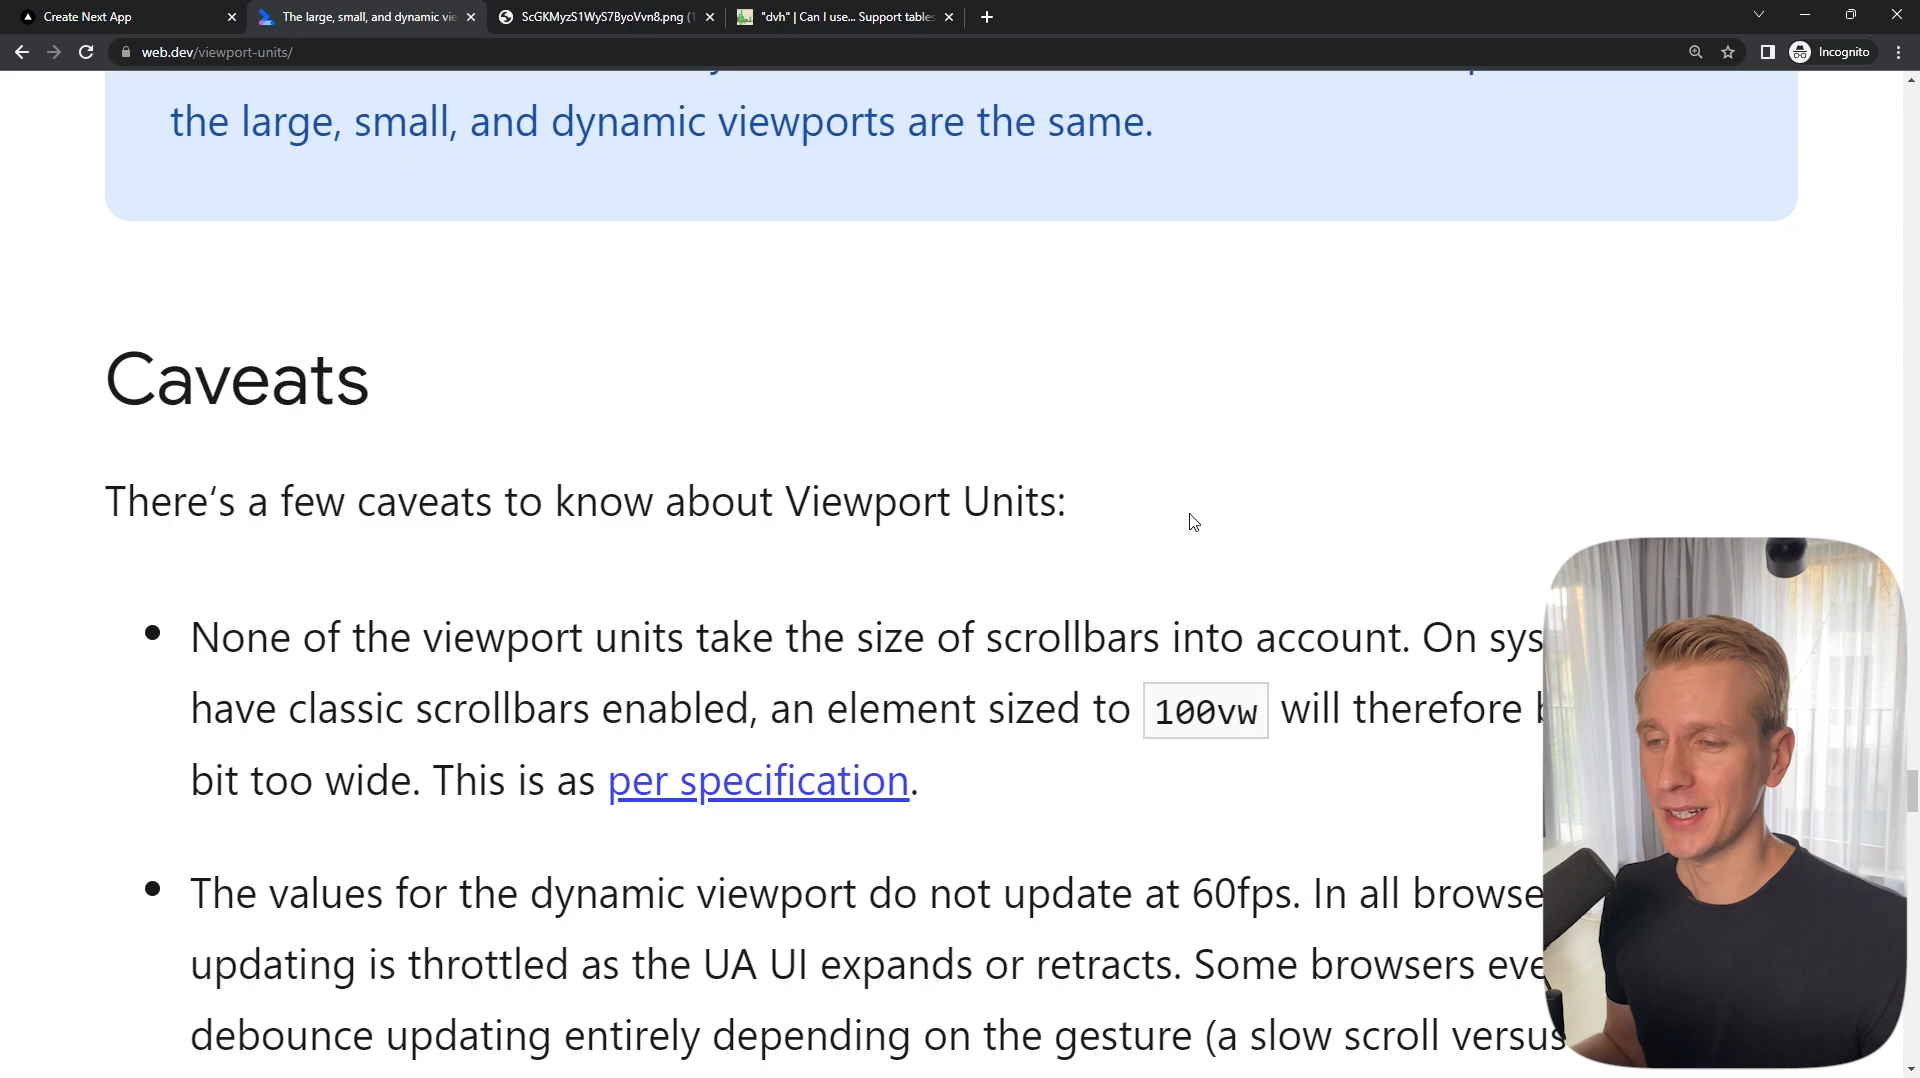 Create Next App
The large, small, and dynamic vie
ScGKMyzS1WyS7ByoVvn8.png (1
"dvh" | Can I use... Support tables
web.dev/viewport-units/
Incognito
the large, small, and dynamic viewports are the same.
Caveats
There‘s a few caveats to know about Viewport Units:
None of the viewport units take the size of scrollbars into account. On sys
have classic scrollbars enabled, an element sized to 100vw will therefore b
bit too wide. This is as per specification.
The values for the dynamic viewport do not update at 60fps. In all browse
updating is throttled as the UA UI expands or retracts. Some browsers eve
debounce updating entirely depending on the gesture (a slow scroll versus